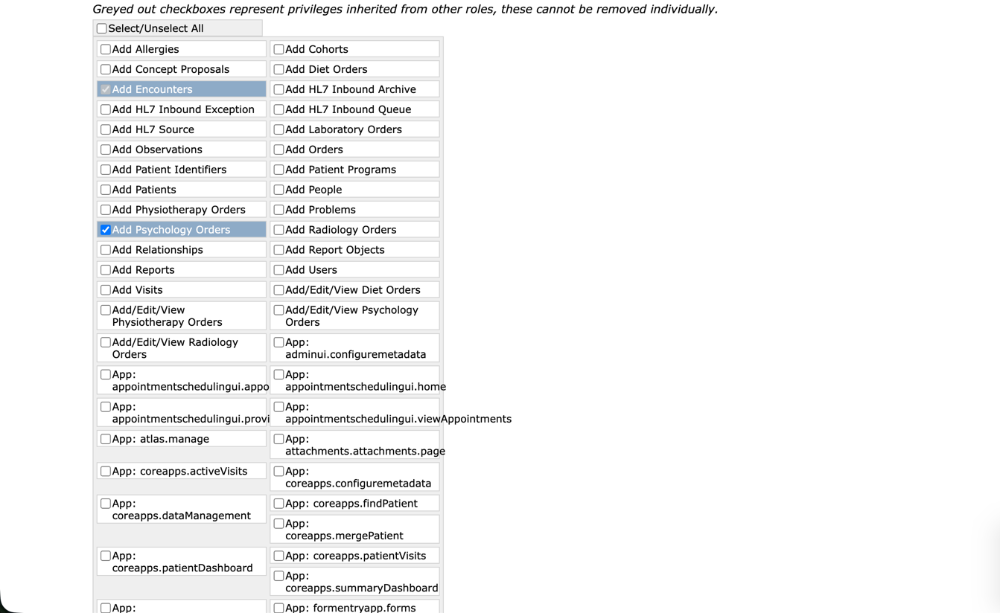 Greyed out checkboxes represent privileges inherited from other roles, these cannot be removed individually.
Select/Unselect All
Add Allergies
Add Cohorts
Add Concept Proposals
Add Diet Orders
Add Encounters
Add HL7 Inbound Archive
Add HL7 Inbound Exception
Add HL7 Inbound Queue
Add HL7 Source
Add Laboratory Orders
Add Observations
Add Orders
Add Patient Identifiers
Add Patient Programs
Add Patients
Add People
Add Physiotherapy Orders
Add Problems
Add Psychology Orders
Add Radiology Orders
Add Relationships
Add Report Objects
Add Reports
Add Users
Add Visits
Add/Edit/View Diet Orders
Add/Edit/View
Physiotherapy Orders
Add/Edit/View Psychology
Orders
Add/Edit/View Radiology
Orders
App:
adminui.configuremetadata
App:
appointmentschedulingui.appo
App:
appointmentschedulingui.home
App:
appointmentschedulingui.provi
App:
appointmentschedulingui.viewAppointments
App: atlas.manage
App:
attachments.attachments.page
App: coreapps.activeVisits
App:
coreapps.configuremetadata
App:
coreapps.dataManagement
App: coreapps.findPatient
App:
coreapps.mergePatient
App:
coreapps.patientDashboard
App: coreapps.patientVisits
App:
coreapps.summaryDashboard
App:
App: formentryapp.forms